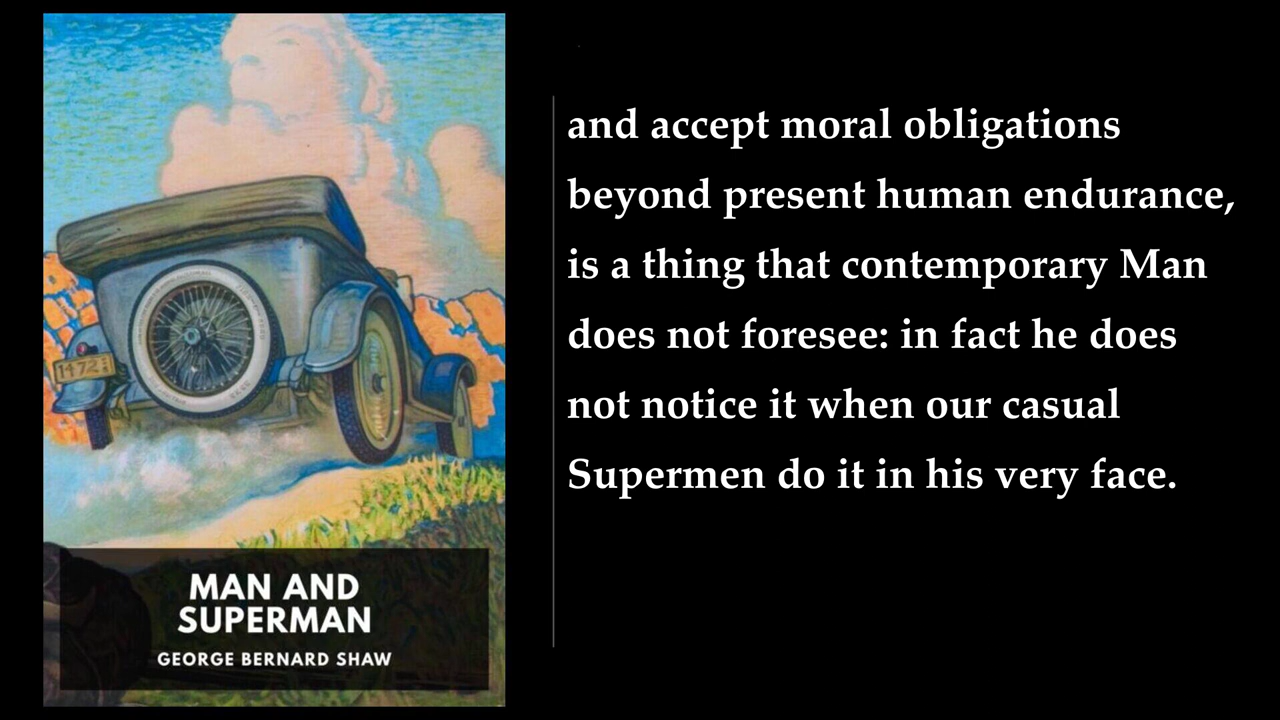 and accept moral obligations
beyond present human endurance,
is a thing that contemporary Man
does not foresee: in fact he does
not notice it when our casual
Supermen do it in his very face.
1472
MAN AND
SUPERMAN
GEORGE BERNARD SHAW